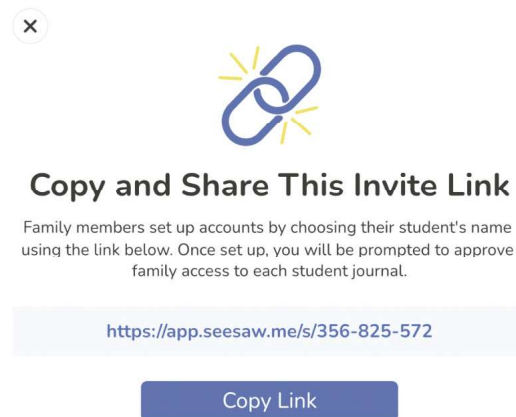 Copy and Share This Invite Link
Family members set up accounts by choosing their student's name
using the link below. Once set up, you will be prompted to approve
family access to each student journal.
https://app.seesaw.me/s/356-825-572
Copy Link